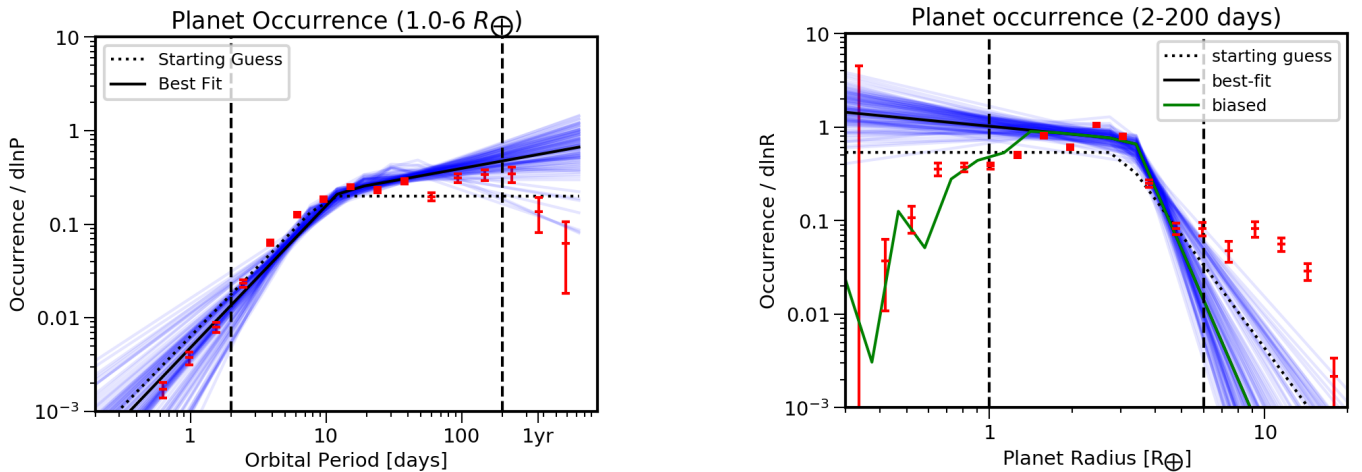 Planet Occurrence (1.0-6 R⨁)
10
1
0.1
0.01
10⁻³
Occurrence / dlnP
Starting Guess
Best Fit
1
10
100
1yr
Orbital Period [days]
Planet occurrence (2-200 days)
10
1
0.1
0.01
10⁻³
Occurrence / dlnR
starting guess
best-fit
biased
1
10
Planet Radius [R⨁]